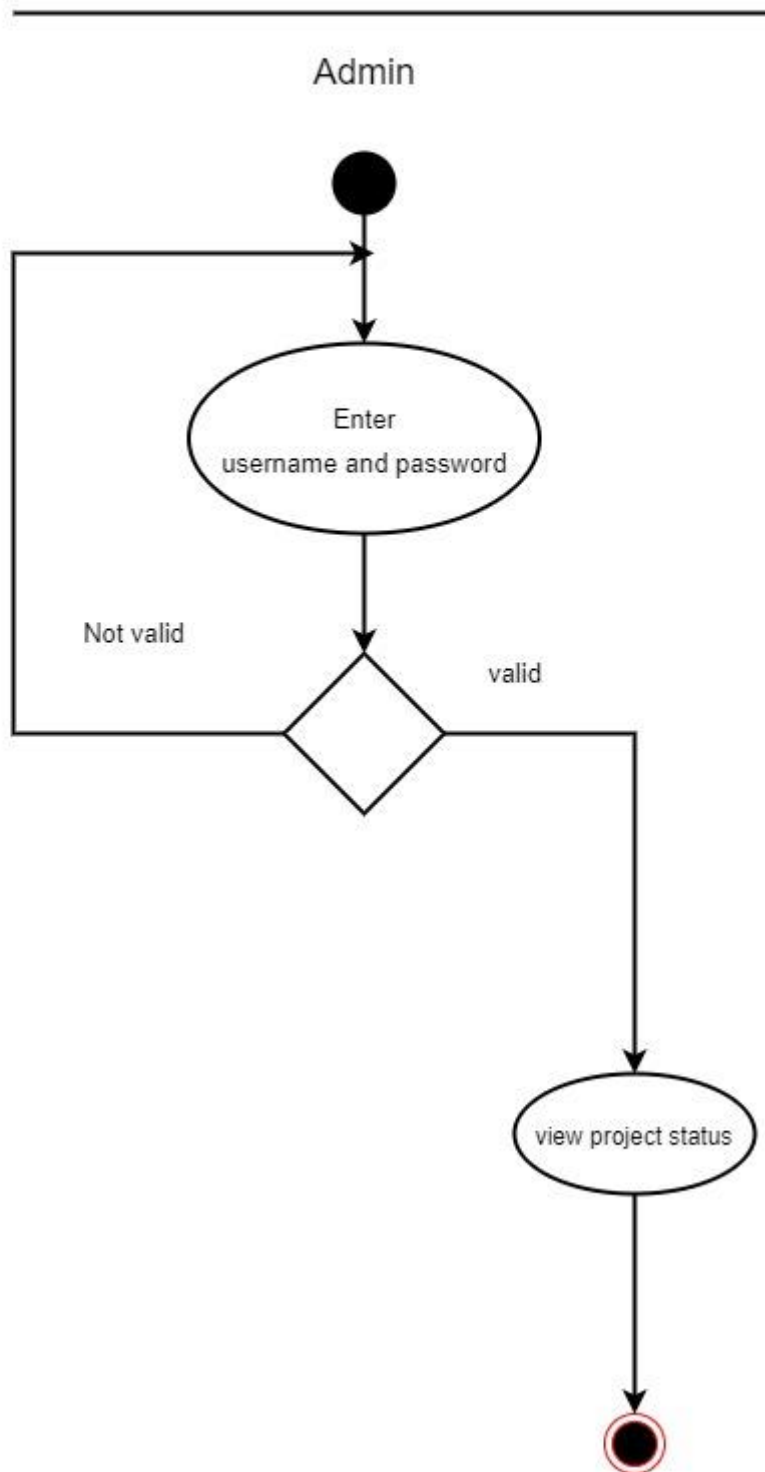 Admin
Enter
username and password
Not valid
valid
view project status